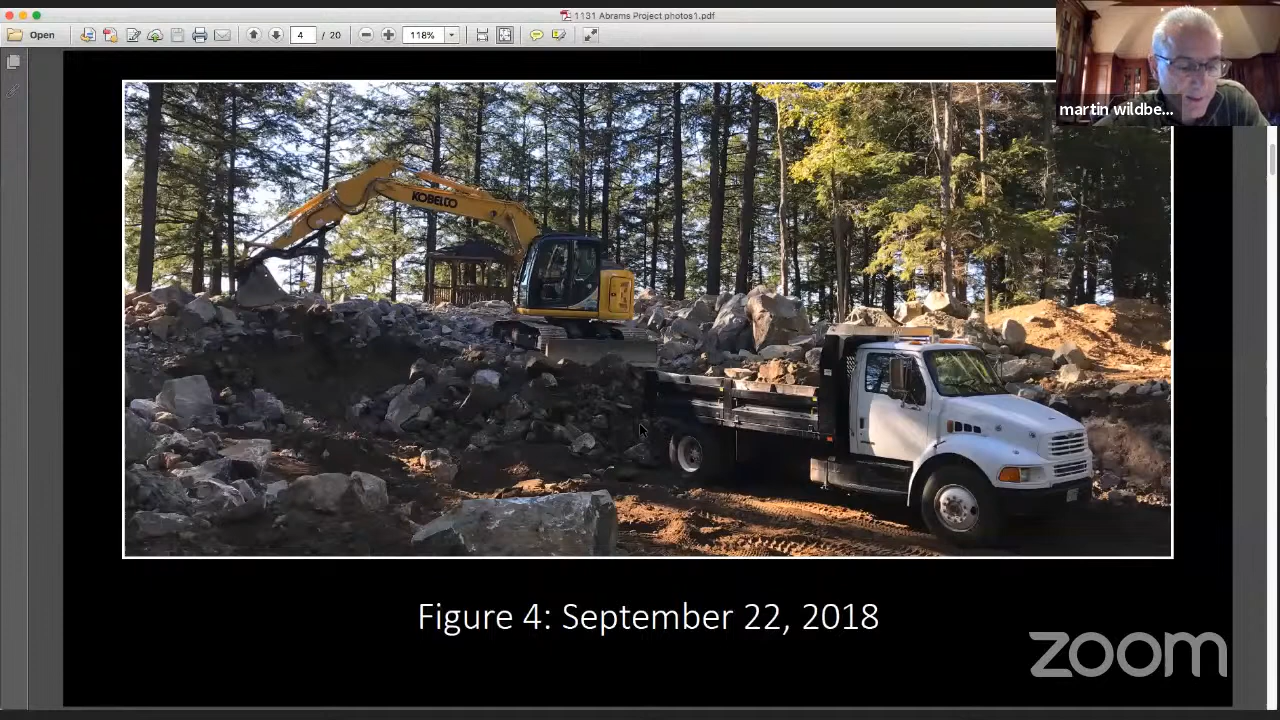 1131 Abrams Project photos1.pdf
Open
4 / 20
118%
martin wildbe...
KOBELCO
Figure 4: September 22, 2018
zoom